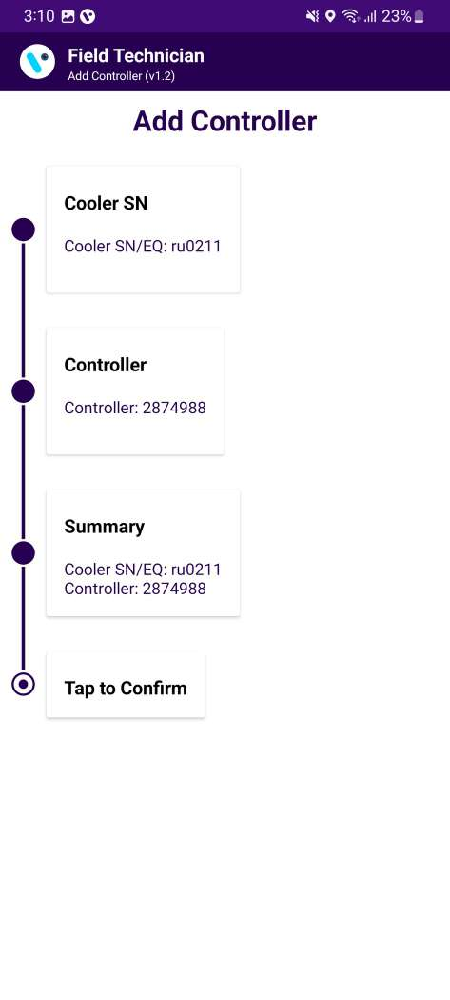 3:10
23%
Field Technician
Add Controller (v1.2)
Add Controller
Cooler SN
Cooler SN/EQ: ru0211
Controller
Controller: 2874988
Summary
Cooler SN/EQ: ru0211
Controller: 2874988
Tap to Confirm